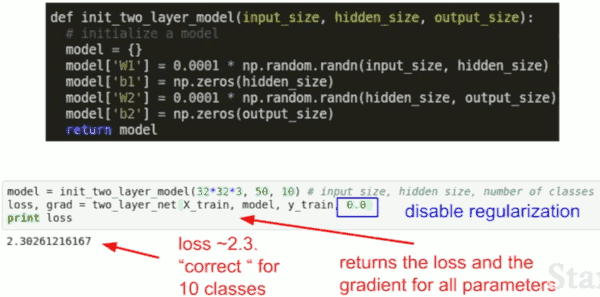 def init_two_layer_model(input_size, hidden_size, output_size):
# initialize a model
model = {}
model['W1'] = 0.0001 * np.random.randn(input_size, hidden_size)
model['b1'] = np.zeros(hidden_size)
model['W2'] = 0.0001 * np.random.randn(hidden_size, output_size)
model['b2'] = np.zeros(output_size)
return model
model = init_two_layer_model(32*32*3, 50, 10) # input size, hidden size, number of classes
loss, grad = two_layer_net(X_train, model, y_train, 0.0)
disable regularization
print loss
2.30261216167
loss ~2.3.
"correct " for
10 classes
returns the loss and the
gradient for all parameters